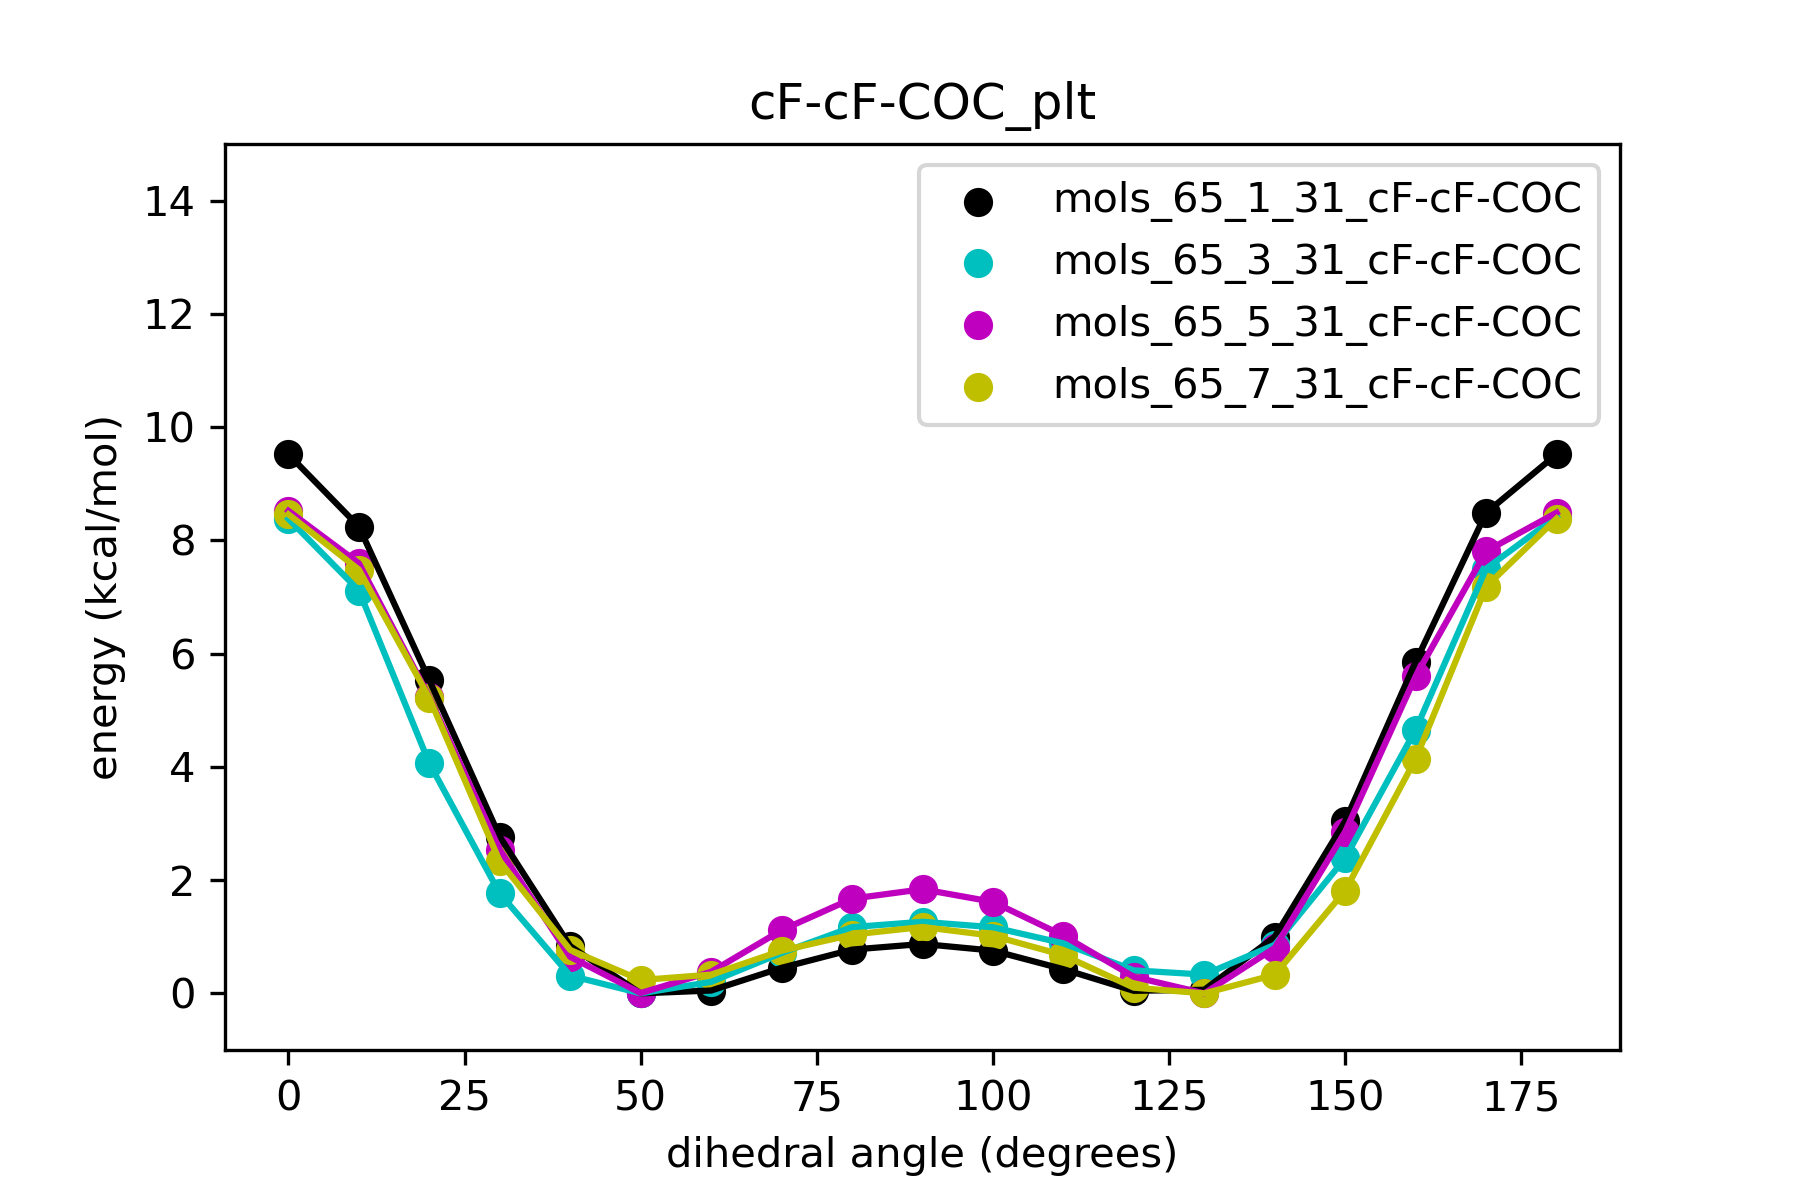 cF-cF-COC_plt
mols_65_1_31_cF-cF-COC
mols_65_3_31_cF-cF-COC
mols_65_5_31_cF-cF-COC
mols_65_7_31_cF-cF-COC
energy (kcal/mol)
14
12
10
8
6
4
2
0
0 25 50 75 100 125 150 175
dihedral angle (degrees)